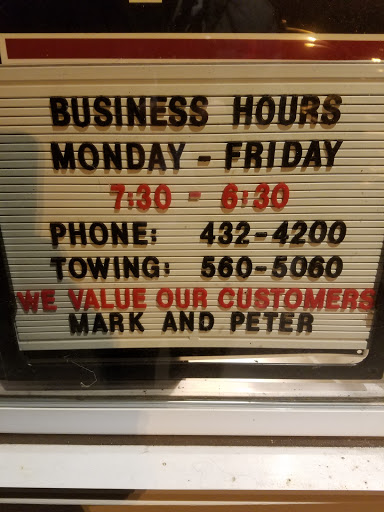 BUSINESS HOURS
MONDAY - FRIDAY
7:30 - 6:30
PHONE: 432-4200
TOWING: 560-5060
WE VALUE OUR CUSTOMERS
MARK AND PETER